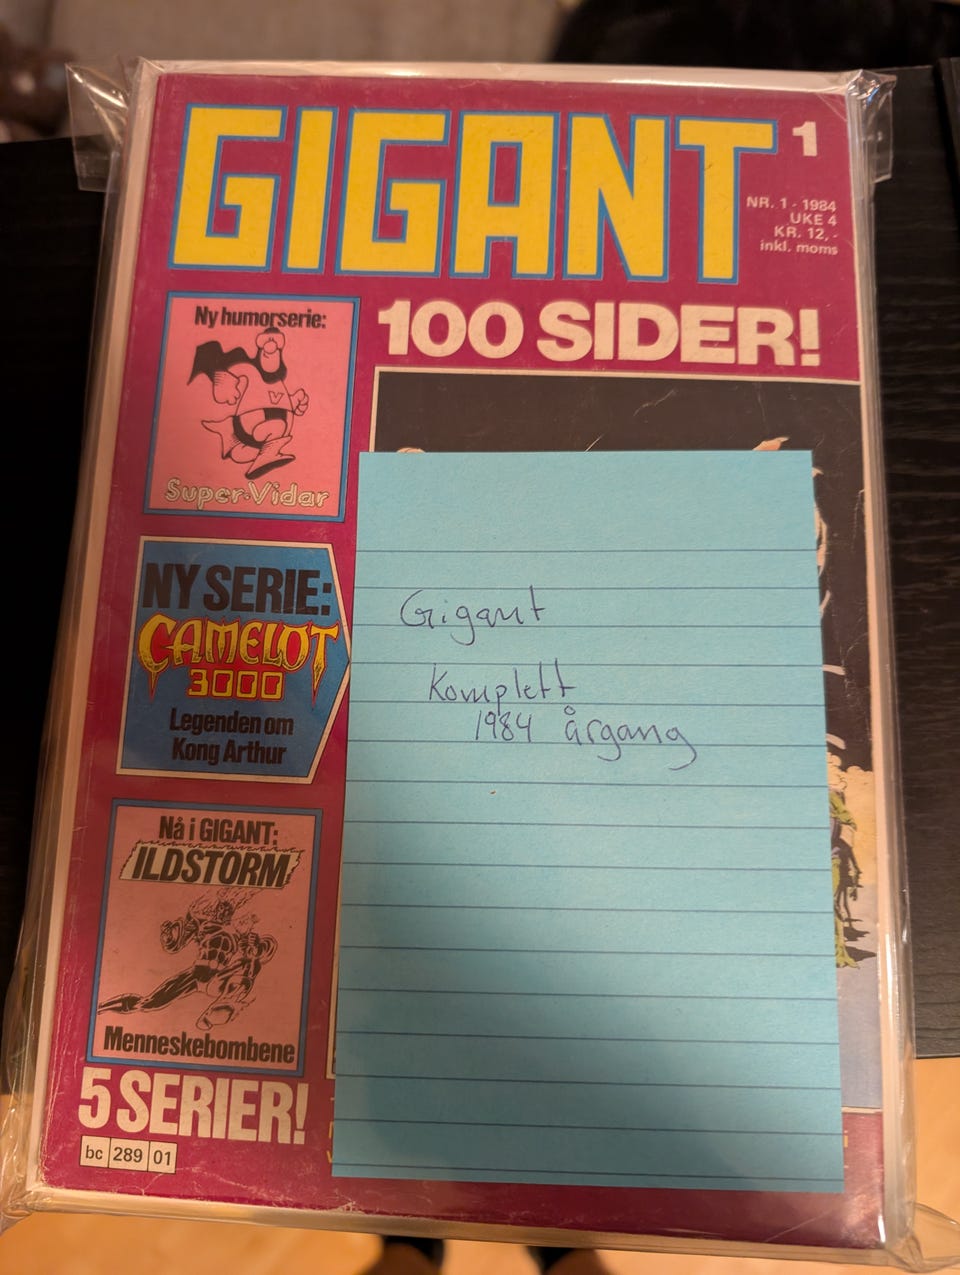 GIGANT
1
NR. 1 - 1984
UKE 4
KR. 12,-
inkl. moms
100 SIDER!
Ny humorserie:
V
Super-Vidar
NY SERIE:
CAMELOT
3000
Legenden om
Kong Arthur
Nå i GIGANT:
ILDSTORM
Menneskebombene
5 SERIER!
bc 289 01
Gigant
Komplett
1984 årgang